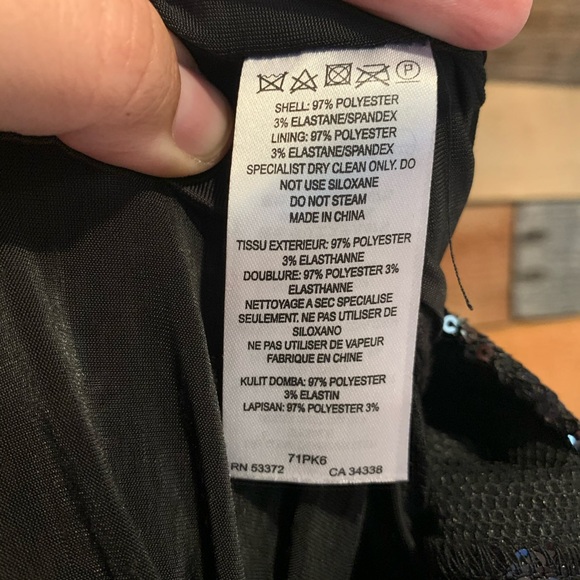 P
SHELL: 97% POLYESTER
3% ELASTANE/SPANDEX
LINING: 97% POLYESTER
3% ELASTANE/SPANDEX
SPECIALIST DRY CLEAN ONLY. DO
NOT USE SILOXANE
DO NOT STEAM
MADE IN CHINA
TISSU EXTERIEUR: 97% POLYESTER
3% ELASTHANNE
DOUBLURE: 97% POLYESTER 3%
ELASTHANNE
NETTOYAGE A SEC SPECIALISE
SEULEMENT. NE PAS UTILISER DE
SILOXANO
NE PAS UTILISER DE VAPEUR
FABRIQUE EN CHINE
KULIT DOMBA: 97% POLYESTER
3% ELASTIN
LAPISAN: 97% POLYESTER 3%
71PK6
RN 53372 CA 34338